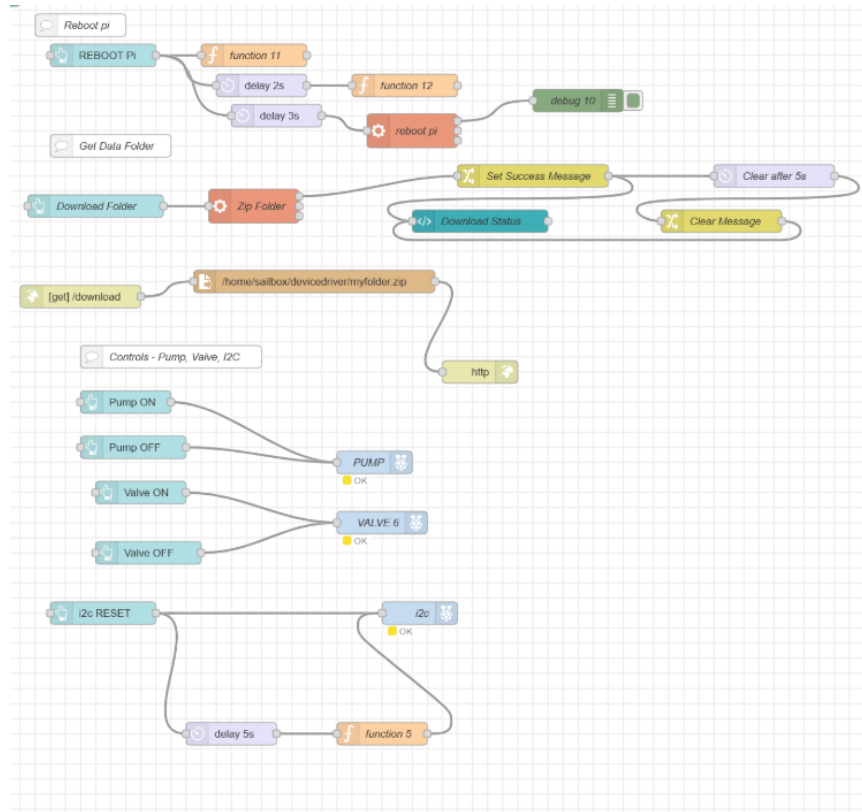 Reboot pi
REBOOT Pi
function 11
delay 2s
function 12
delay 3s
debug 10
reboot pi
Get Data Folder
Set Success Message
Clear after 5s
Download Folder
Zip Folder
Download Status
Clear Message
[get] /download
/home/sailbox/devicedriver/myfolder.zip
Controls - Pump, Valve, I2C
http
Pump ON
Pump OFF
PUMP
OK
Valve ON
VALVE 6
OK
Valve OFF
i2c RESET
i2c
OK
delay 5s
function 5